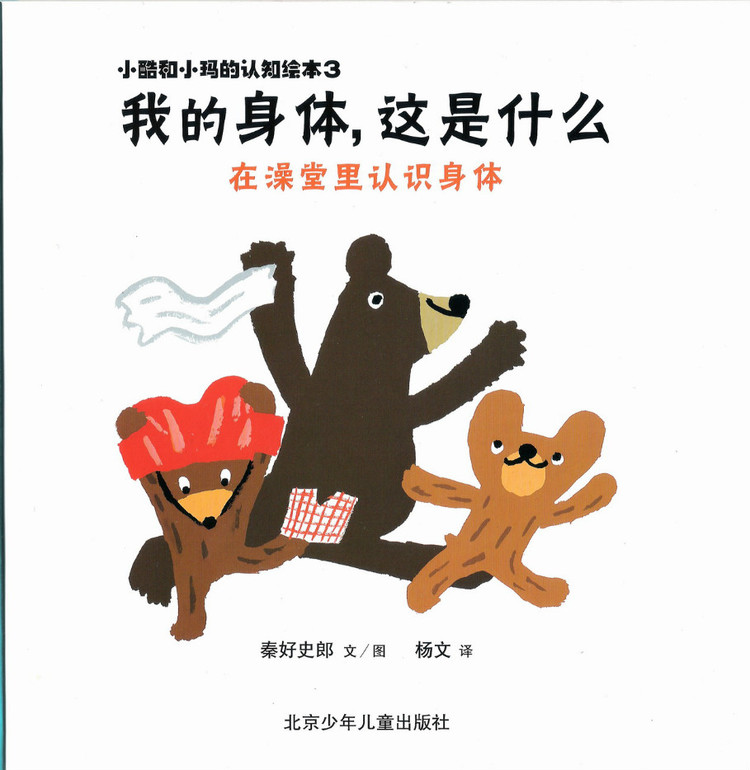 小酷和小玛的认知绘本3
我的身体,这是什么
在澡堂里认识身体
秦好史郎 文/图 杨文 译
北京少年儿童出版社